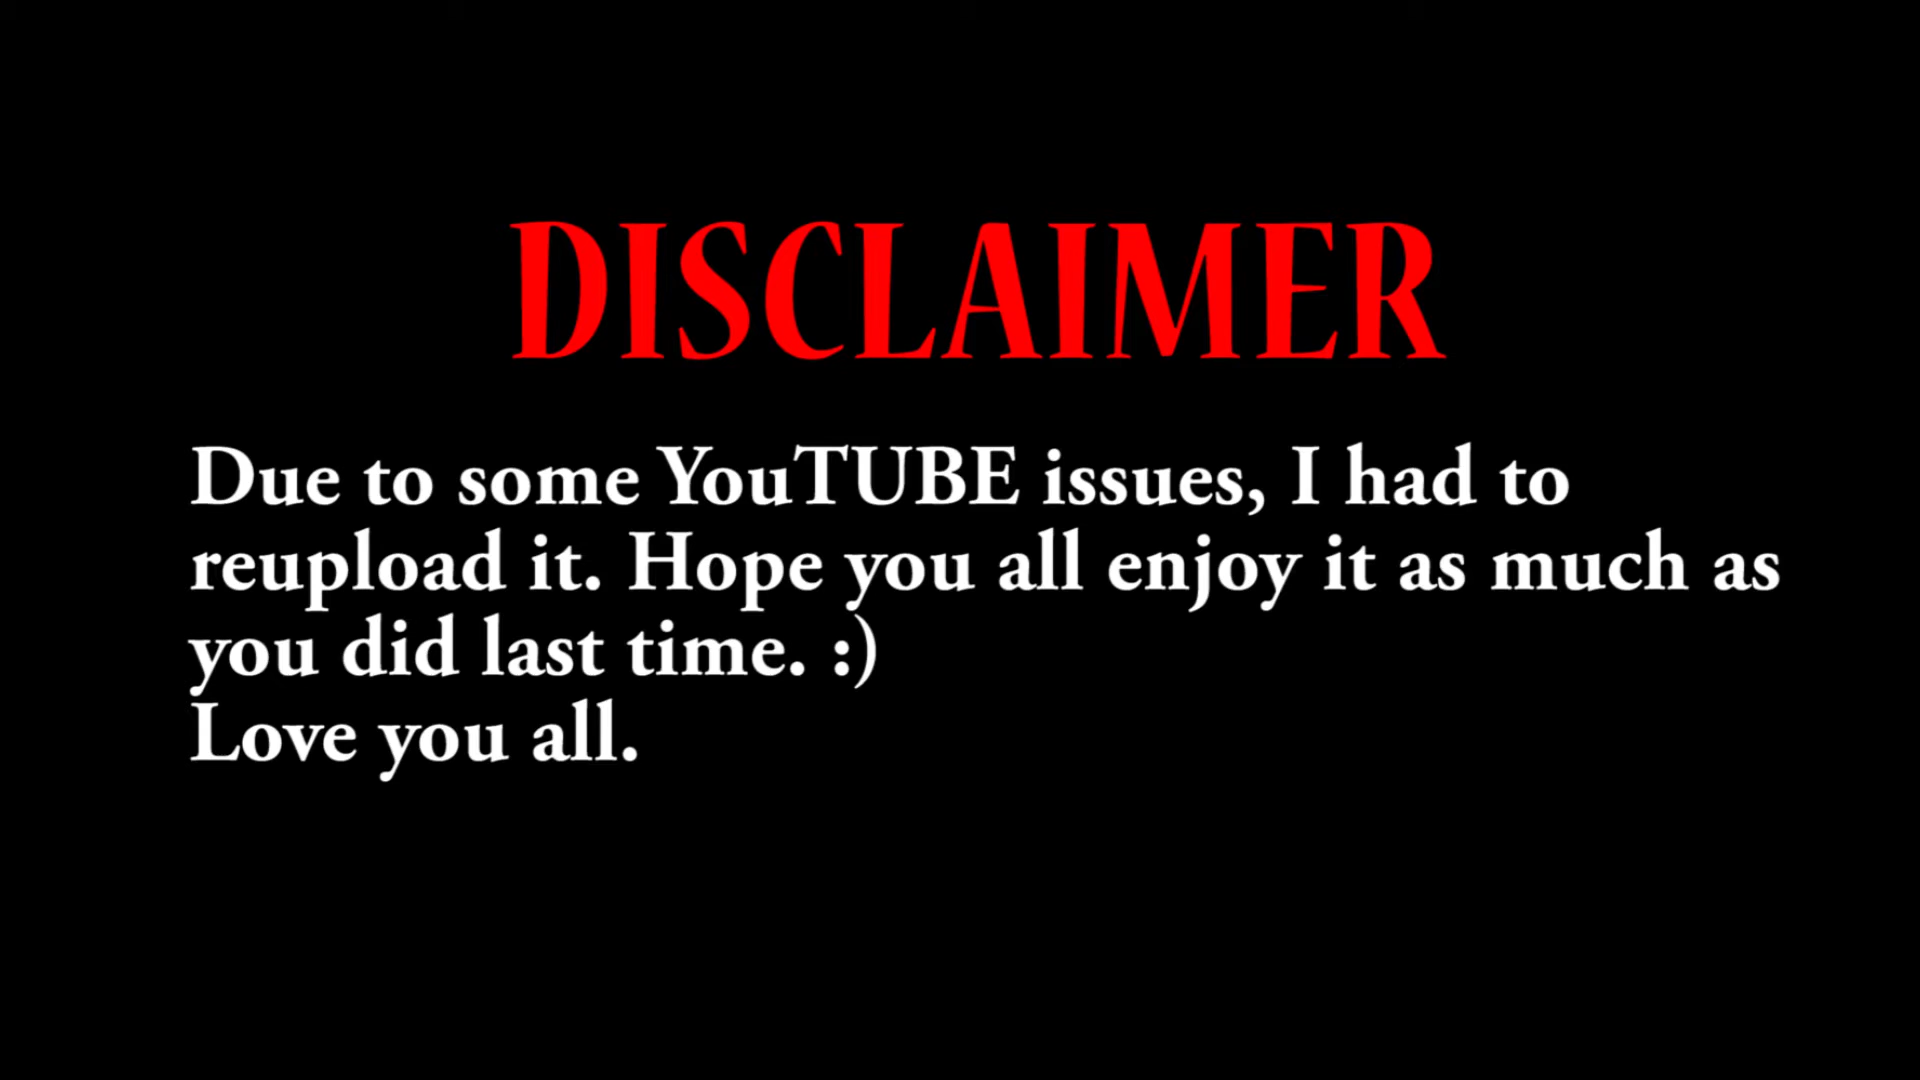 DISCLAIMER
Due to some YouTUBE issues, I had to
reupload it. Hope you all enjoy it as much as
you did last time. :)
Love you all.